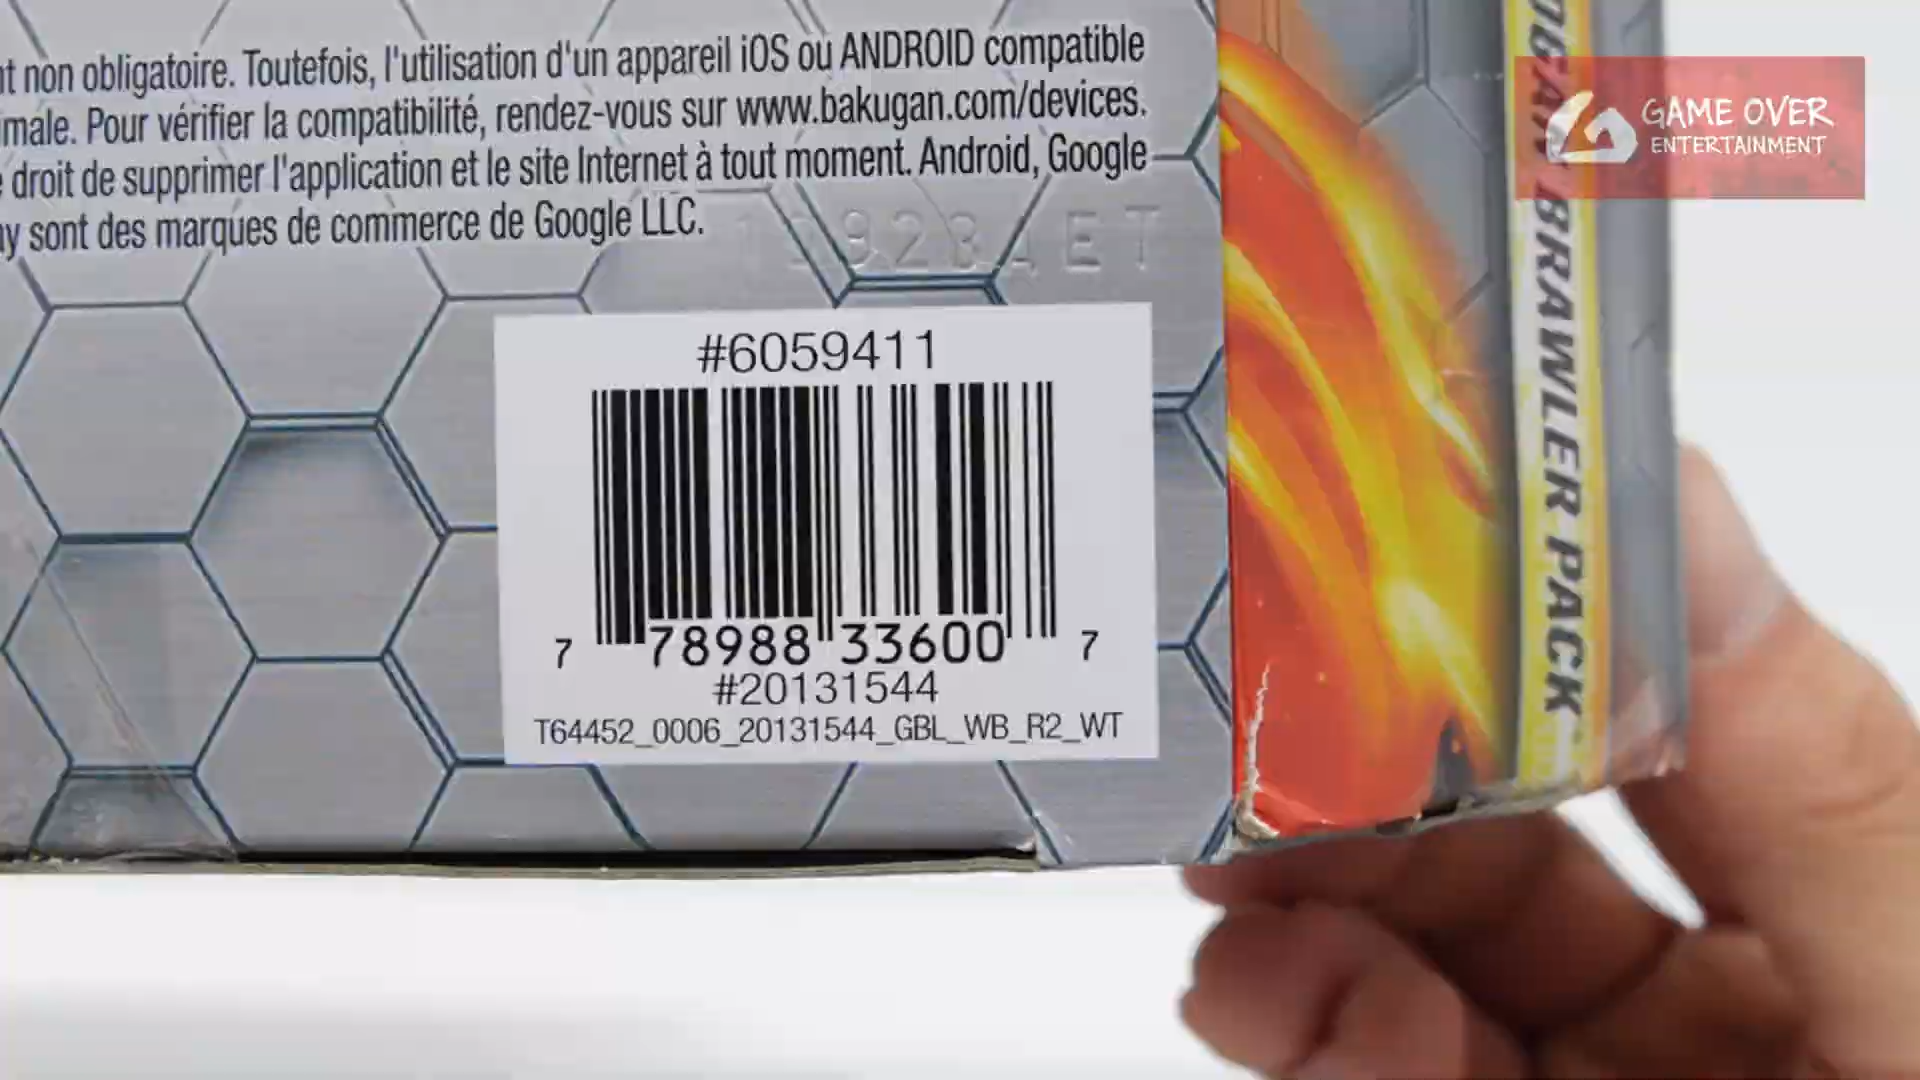 t non obligatoire. Toutefois, l'utilisation d'un appareil iOS ou ANDROID compatible
imale. Pour vérifier la compatibilité, rendez-vous sur www.bakugan.com/devices.
droit de supprimer l'application et le site Internet à tout moment. Android, Google
ay sont des marques de commerce de Google LLC.
#6059411
7 78988 33600 7
#20131544
T64452_0006_20131544_GBL_WB_R2_WT
BRAWLER PACK
GAME OVER
ENTERTAINMENT